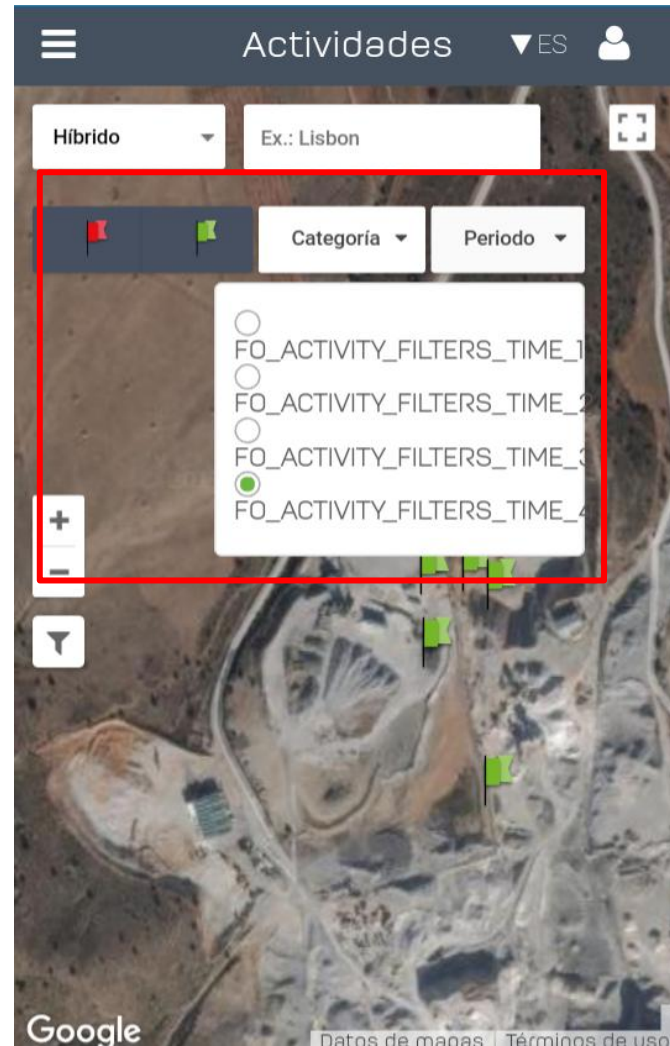 Actividades ▼ES
Híbrido
Ex.: Lisbon
Categoría
Periodo
FO_ACTIVITY_FILTERS_TIME_1
FO_ACTIVITY_FILTERS_TIME_2
FO_ACTIVITY_FILTERS_TIME_3
FO_ACTIVITY_FILTERS_TIME_4
+
−
Google
Datos de mapas
Términos de uso